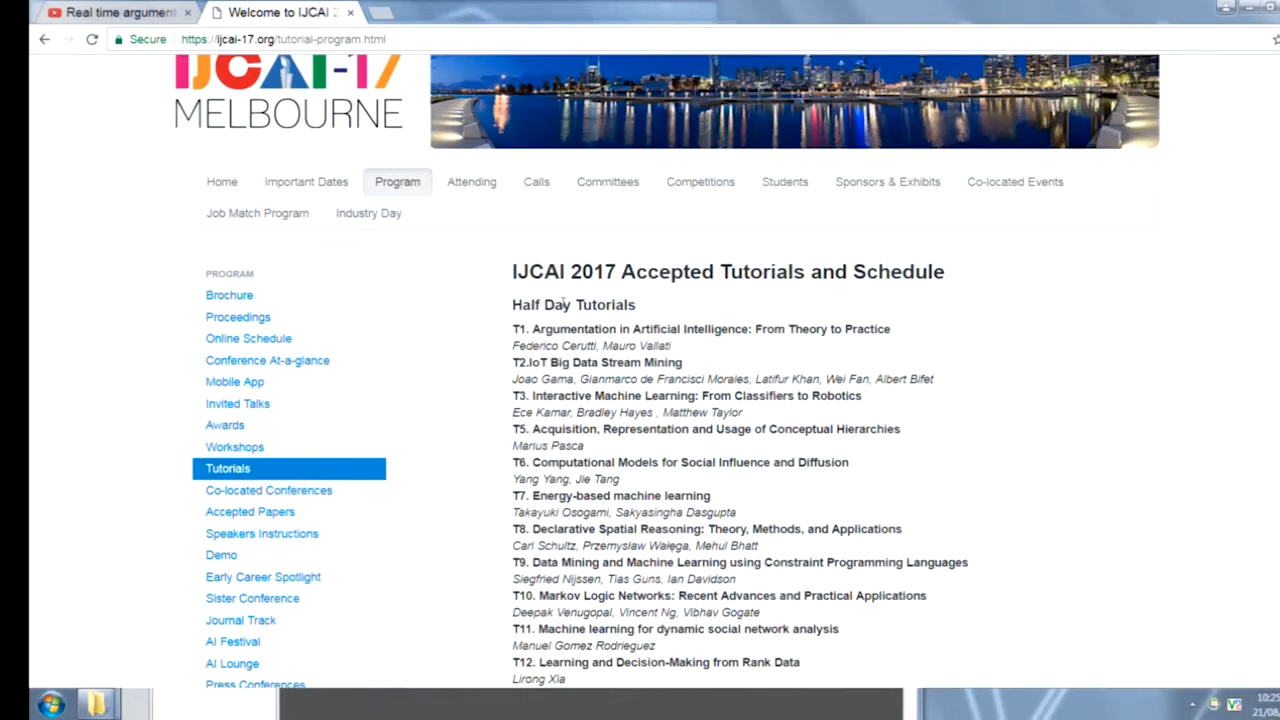 Real time argument
Welcome to IJCAI 2
Secure
https://ijcai-17.org/tutorial-program.html
IJCAI-17
MELBOURNE
Home
Important Dates
Program
Attending
Calls
Committees
Competitions
Students
Sponsors & Exhibits
Co-located Events
Job Match Program
Industry Day
PROGRAM
Brochure
Proceedings
Online Schedule
Conference At-a-glance
Mobile App
Invited Talks
Awards
Workshops
Tutorials
Co-located Conferences
Accepted Papers
Speakers Instructions
Demo
Early Career Spotlight
Sister Conference
Journal Track
AI Festival
AI Lounge
Press Conferences
IJCAI 2017 Accepted Tutorials and Schedule
Half Day Tutorials
T1. Argumentation in Artificial Intelligence: From Theory to Practice
Federico Cerutti, Mauro Vallati
T2.IoT Big Data Stream Mining
Joao Gama, Gianmarco de Francisci Morales, Latifur Khan, Wei Fan, Albert Bifet
T3. Interactive Machine Learning: From Classifiers to Robotics
Ece Kamar, Bradley Hayes , Matthew Taylor
T5. Acquisition, Representation and Usage of Conceptual Hierarchies
Marius Pasca
T6. Computational Models for Social Influence and Diffusion
Yang Yang, Jie Tang
T7. Energy-based machine learning
Takayuki Osogami, Sakyasingha Dasgupta
T8. Declarative Spatial Reasoning: Theory, Methods, and Applications
Carl Schultz, Przemysław Wałęga, Mehul Bhatt
T9. Data Mining and Machine Learning using Constraint Programming Languages
Siegfried Nijssen, Tias Guns, Ian Davidson
T10. Markov Logic Networks: Recent Advances and Practical Applications
Deepak Venugopal, Vincent Ng, Vibhav Gogate
T11. Machine learning for dynamic social network analysis
Manuel Gomez Rodrieguez
T12. Learning and Decision-Making from Rank Data
Lirong Xia
10:25
21/08/